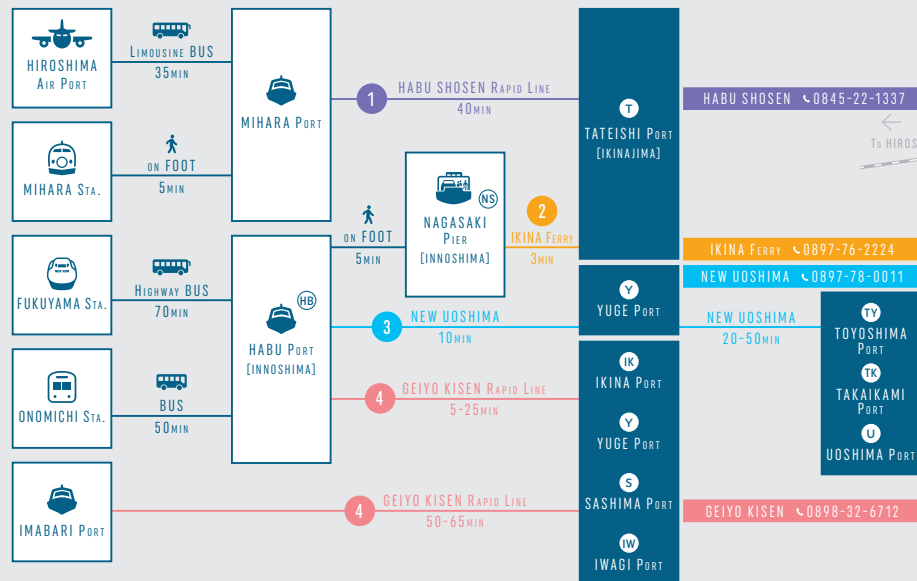 HIROSHIMA
AIR PORT
LIMOUSINE BUS
35MIN
MIHARA STA.
ON FOOT
5MIN
MIHARA PORT
1
HABU SHOSEN RAPID LINE
40MIN
T
TATEISHI PORT
[IKINAJIMA]
HABU SHOSEN 0845-22-1337
TO HIROS
FUKUYAMA STA.
HIGHWAY BUS
70MIN
ONOMICHI STA.
BUS
50MIN
HB
HABU PORT
[INNOSHIMA]
ON FOOT
5MIN
NS
NAGASAKI
PIER
[INNOSHIMA]
2
IKINA FERRY
3MIN
IKINA FERRY 0897-76-2224
NEW UOSHIMA 0897-78-0011
3
NEW UOSHIMA
10MIN
Y
YUGE PORT
NEW UOSHIMA
20-50MIN
TY
TOYOSHIMA
PORT
TK
TAKAIKAMI
PORT
U
UOSHIMA PORT
4
GEIYO KISEN RAPID LINE
5-25MIN
IK
IKINA PORT
Y
YUGE PORT
S
SASHIMA PORT
IW
IWAGI PORT
IMABARI PORT
4
GEIYO KISEN RAPID LINE
50-65MIN
GEIYO KISEN 0898-32-6712